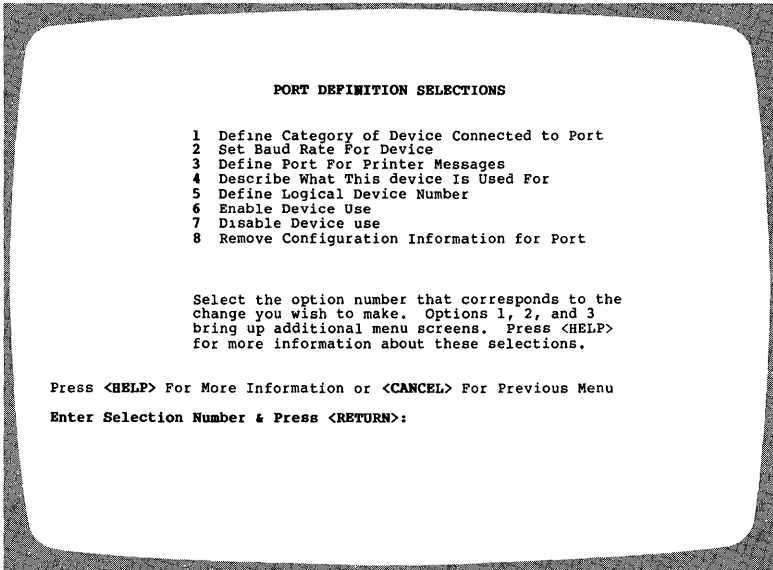 PORT DEFINITION SELECTIONS
1 Define Category of Device Connected to Port
2 Set Baud Rate For Device
3 Define Port For Printer Messages
4 Describe What This device Is Used For
5 Define Logical Device Number
6 Enable Device Use
7 Disable Device use
8 Remove Configuration Information for Port
Select the option number that corresponds to the
change you wish to make. Options 1, 2, and 3
bring up additional menu screens. Press <HELP>
for more information about these selections.
Press <HELP> For More Information or <CANCEL> For Previous Menu
Enter Selection Number & Press <RETURN>: